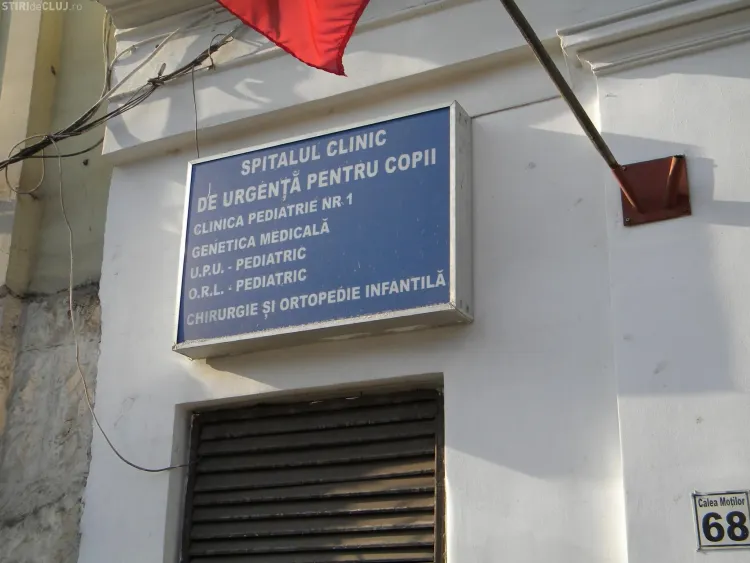 STIRIdeCLUJ.ro
SPITALUL CLINIC
DE URGENȚĂ PENTRU COPII
CLINICA PEDIATRIE NR 1
GENETICA MEDICALĂ
U.P.U. - PEDIATRIC
O.R.L. - PEDIATRIC
CHIRURGIE ȘI ORTOPEDIE INFANTILĂ
Calea Moților
68